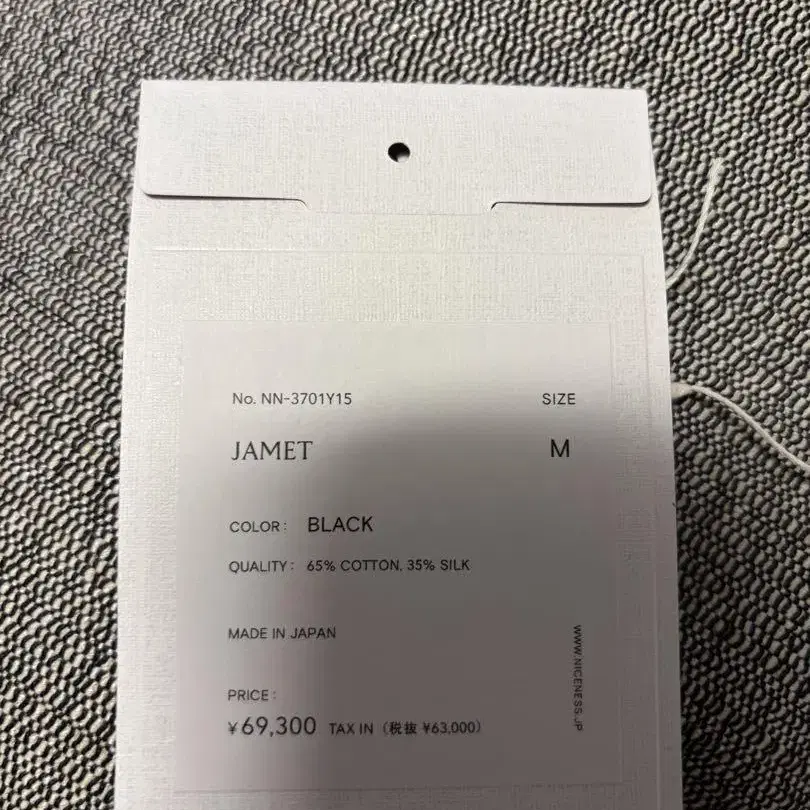 No. NN-3701Y15 SIZE
JAMET M
COLOR: BLACK
QUALITY: 65% COTTON, 35% SILK
MADE IN JAPAN
WWW.NICENESS.JP
PRICE:
¥69,300 TAX IN (税抜 ¥63,000)